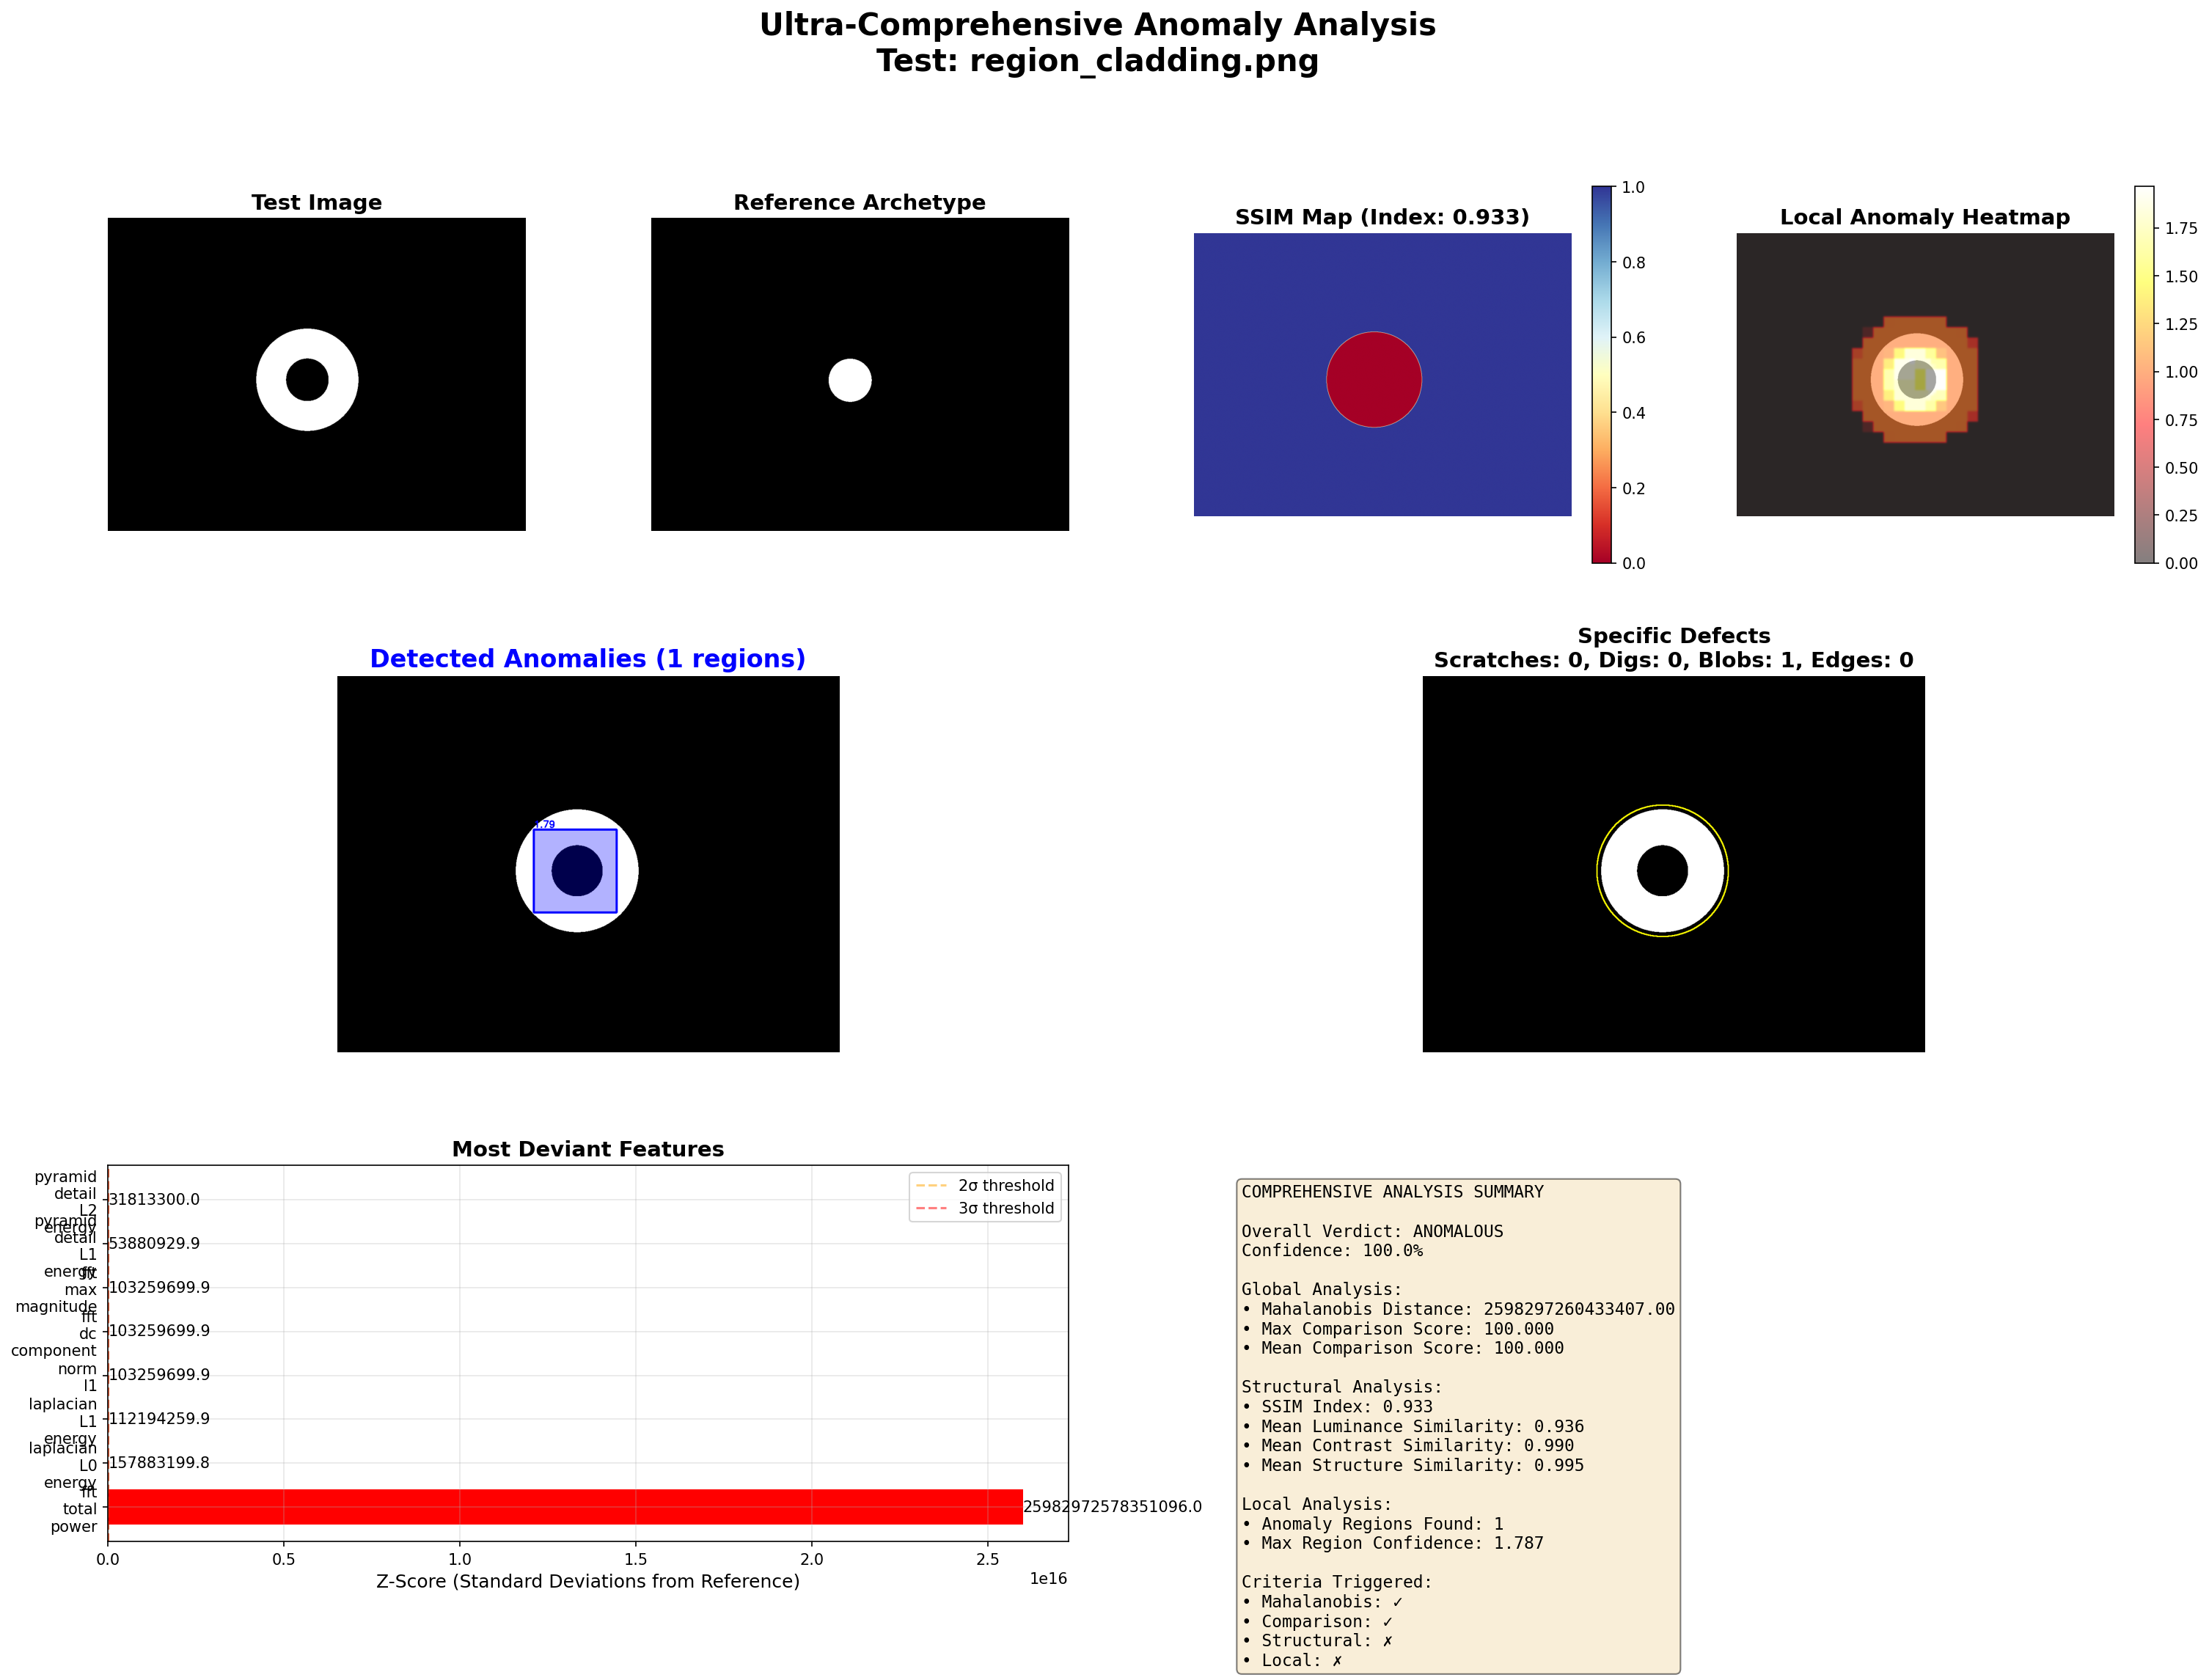 Ultra-Comprehensive Anomaly Analysis
Test: region_cladding.png
Test Image
Reference Archetype
SSIM Map (Index: 0.933)
1.0
0.8
0.6
0.4
0.2
0.0
Local Anomaly Heatmap
1.75
1.50
1.25
1.00
0.75
0.50
0.25
0.00
Detected Anomalies (1 regions)
1.79
Specific Defects
Scratches: 0, Digs: 0, Blobs: 1, Edges: 0
Most Deviant Features
pyramid
detail
L2
energy
31813300.0
pyramid
detail
L1
energy
53880929.9
fft
max
magnitude
103259699.9
fft
dc
component
103259699.9
norm
l1
103259699.9
laplacian
L1
energy
112194259.9
laplacian
L0
energy
157883199.8
fft
total
power
25982972578351096.0
2σ threshold
3σ threshold
0.0
0.5
1.0
1.5
2.0
2.5
1e16
Z-Score (Standard Deviations from Reference)
COMPREHENSIVE ANALYSIS SUMMARY
Overall Verdict: ANOMALOUS
Confidence: 100.0%
Global Analysis:
• Mahalanobis Distance: 2598297260433407.00
• Max Comparison Score: 100.000
• Mean Comparison Score: 100.000
Structural Analysis:
• SSIM Index: 0.933
• Mean Luminance Similarity: 0.936
• Mean Contrast Similarity: 0.990
• Mean Structure Similarity: 0.995
Local Analysis:
• Anomaly Regions Found: 1
• Max Region Confidence: 1.787
Criteria Triggered:
• Mahalanobis: ✓
• Comparison: ✓
• Structural: ✗
• Local: ✗